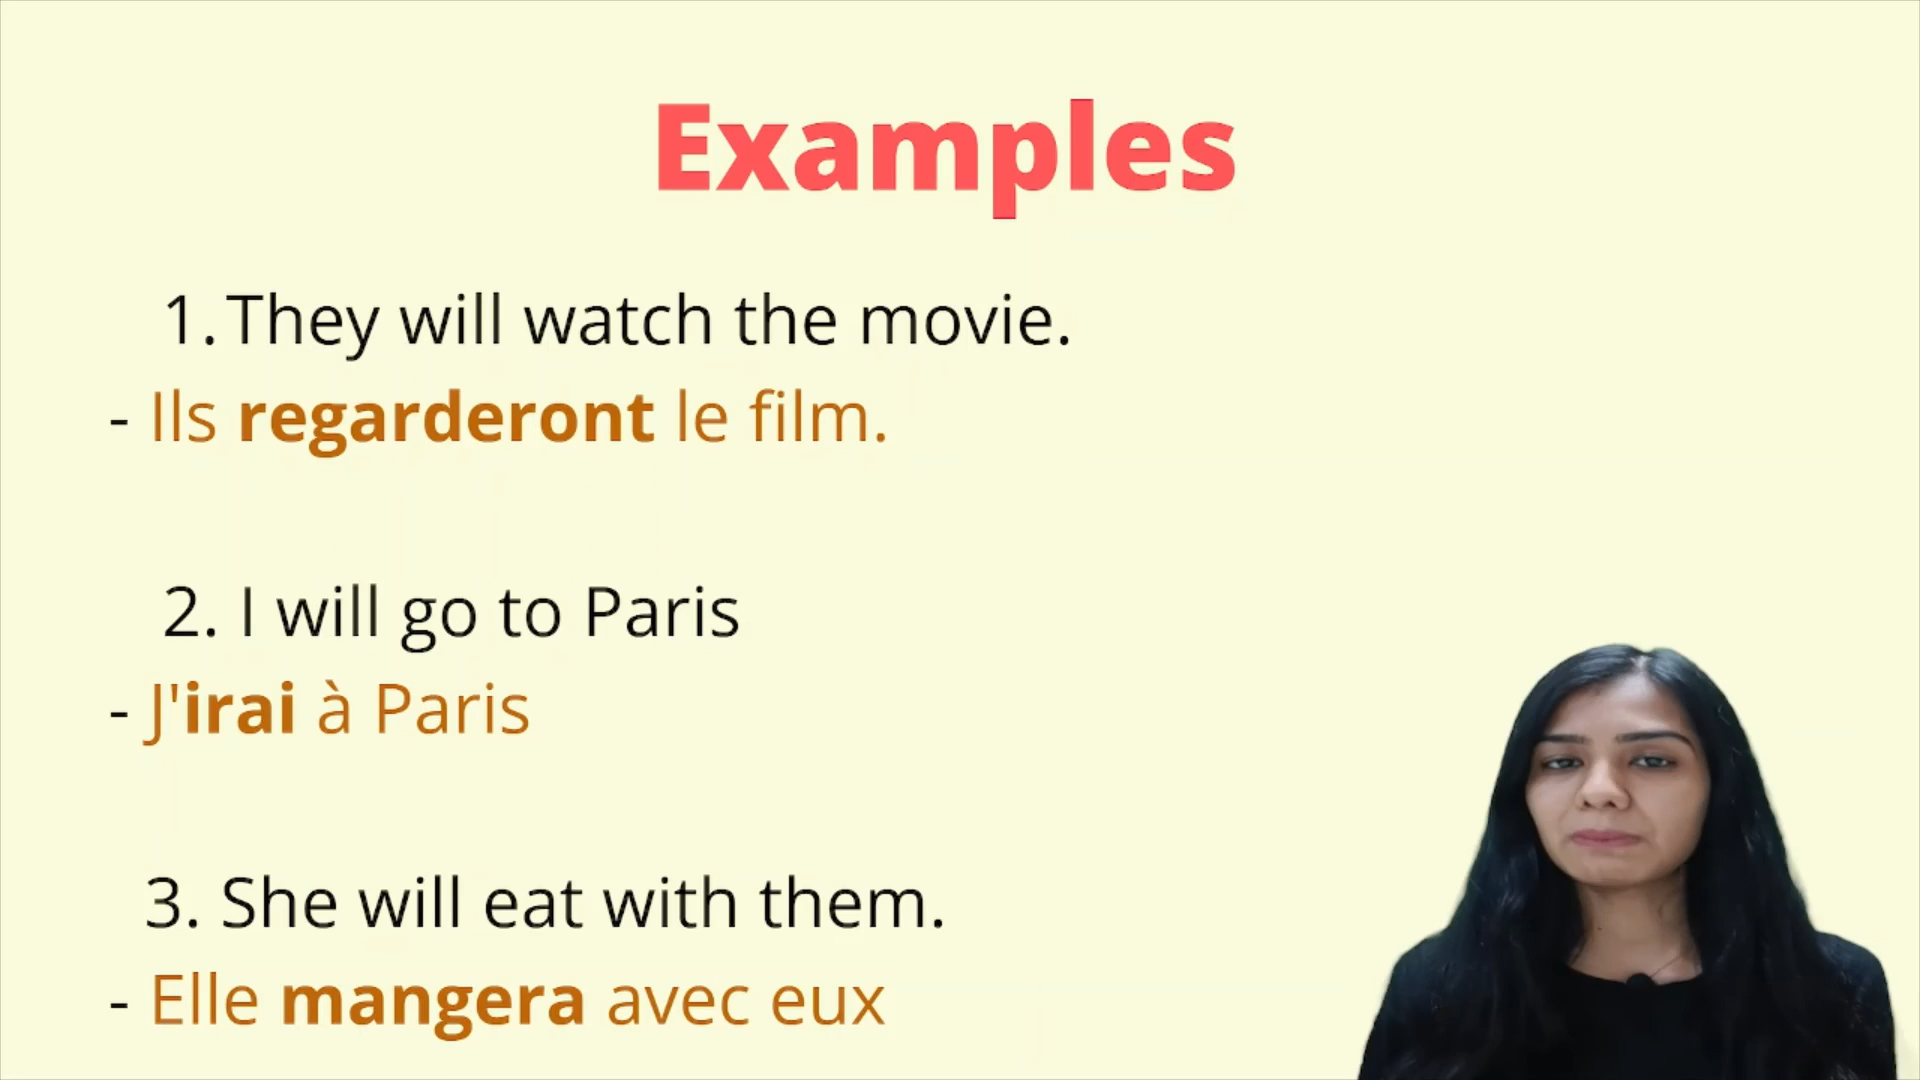 Examples
1. They will watch the movie.
- Ils regarderont le film.
2. I will go to Paris
- J'irai à Paris
3. She will eat with them.
- Elle mangera avec eux